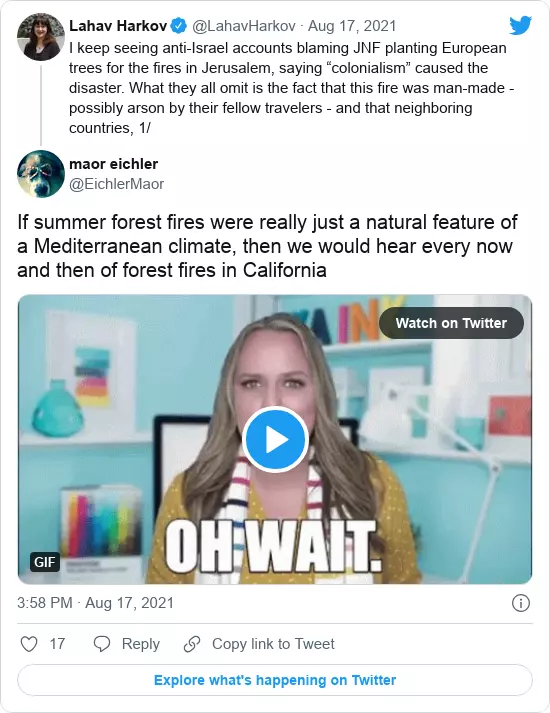 Lahav Harkov @LahavHarkov · Aug 17, 2021
I keep seeing anti-Israel accounts blaming JNF planting European
trees for the fires in Jerusalem, saying “colonialism” caused the
disaster. What they all omit is the fact that this fire was man-made -
possibly arson by their fellow travelers - and that neighboring
countries, 1/
maor eichler
@EichlerMaor
If summer forest fires were really just a natural feature of
a Mediterranean climate, then we would hear every now
and then of forest fires in California
Watch on Twitter
OH WAIT.
GIF
3:58 PM · Aug 17, 2021
17 Reply Copy link to Tweet
Explore what's happening on Twitter